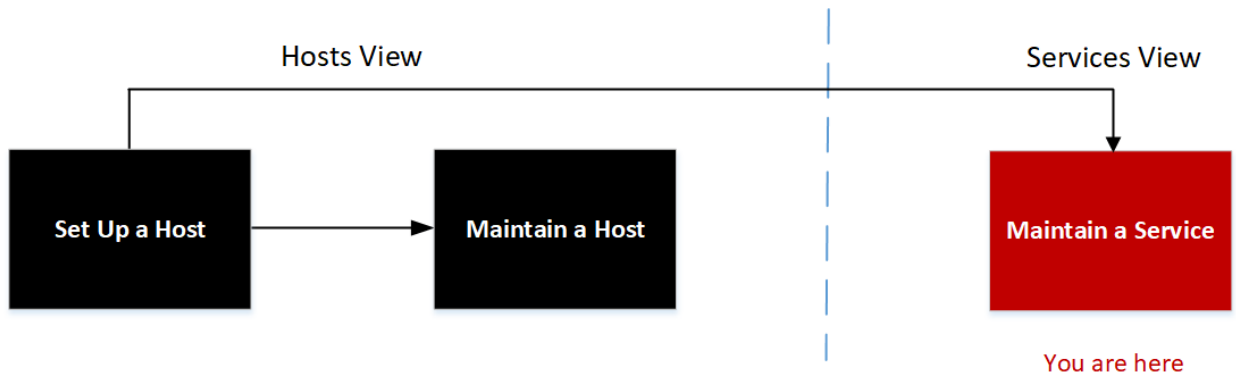 Hosts View
Services View
Set Up a Host
Maintain a Host
Maintain a Service
You are here